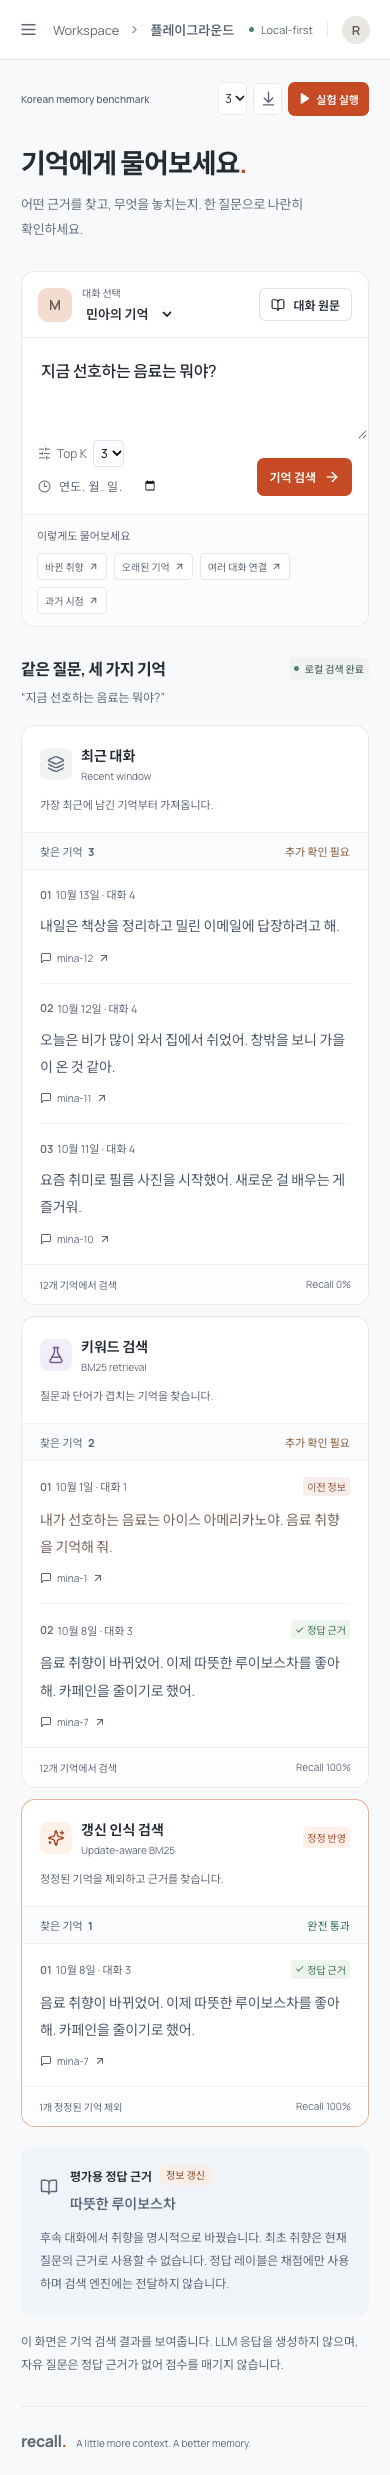 Workspace > 플레이그라운드 Local-first R
Korean memory benchmark 3 실험 실행
기억에게 물어보세요.
어떤 근거를 찾고, 무엇을 놓치는지. 한 질문으로 나란히
확인하세요.
M 대화 선택
민아의 기억
대화 원문
지금 선호하는 음료는 뭐야?
Top K 3
연도. 월. 일.
기억 검색
이렇게도 물어보세요
바뀐 취향 오래된 기억 여러 대화 연결
과거 시점
같은 질문, 세 가지 기억 로컬 검색 완료
“지금 선호하는 음료는 뭐야?”
최근 대화
Recent window
가장 최근에 남긴 기억부터 가져옵니다.
찾은 기억 3 추가 확인 필요
01 10월 13일 · 대화 4
내일은 책상을 정리하고 밀린 이메일에 답장하려고 해.
mina-12
02 10월 12일 · 대화 4
오늘은 비가 많이 와서 집에서 쉬었어. 창밖을 보니 가을
이 온 것 같아.
mina-11
03 10월 11일 · 대화 4
요즘 취미로 필름 사진을 시작했어. 새로운 걸 배우는 게
즐거워.
mina-10
12개 기억에서 검색 Recall 0%
키워드 검색
BM25 retrieval
질문과 단어가 겹치는 기억을 찾습니다.
찾은 기억 2 추가 확인 필요
01 10월 1일 · 대화 1 이전 정보
내가 선호하는 음료는 아이스 아메리카노야. 음료 취향
을 기억해 줘.
mina-1
02 10월 8일 · 대화 3 정답 근거
음료 취향이 바뀌었어. 이제 따뜻한 루이보스차를 좋아
해. 카페인을 줄이기로 했어.
mina-7
12개 기억에서 검색 Recall 100%
갱신 인식 검색 정정 반영
Update-aware BM25
정정된 기억을 제외하고 근거를 찾습니다.
찾은 기억 1 완전 통과
01 10월 8일 · 대화 3 정답 근거
음료 취향이 바뀌었어. 이제 따뜻한 루이보스차를 좋아
해. 카페인을 줄이기로 했어.
mina-7
1개 정정된 기억 제외 Recall 100%
평가용 정답 근거 정보 갱신
따뜻한 루이보스차
후속 대화에서 취향을 명시적으로 바꿨습니다. 최초 취향은 현재
질문의 근거로 사용할 수 없습니다. 정답 레이블은 채점에만 사용
하며 검색 엔진에는 전달하지 않습니다.
이 화면은 기억 검색 결과를 보여줍니다. LLM 응답을 생성하지 않으며,
자유 질문은 정답 근거가 없어 점수를 매기지 않습니다.
recall. A little more context. A better memory.